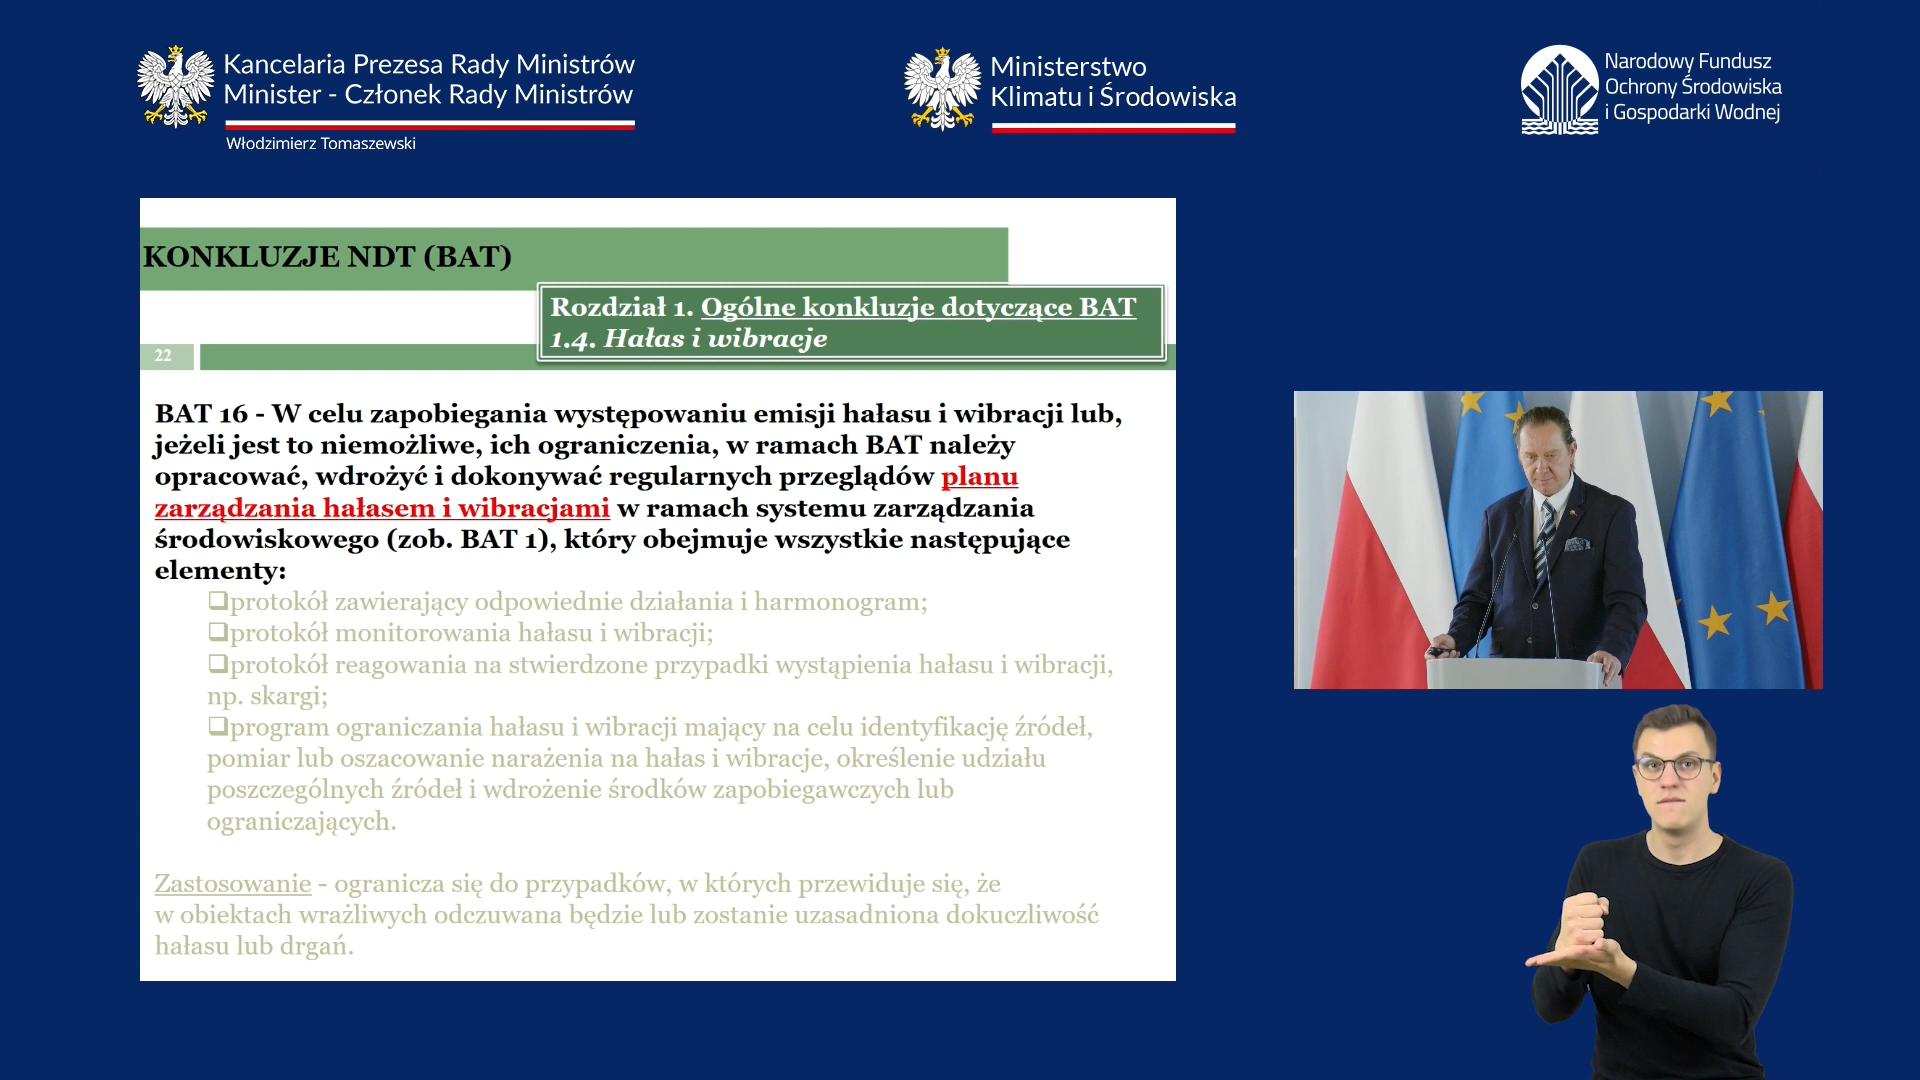 Kancelaria Prezesa Rady Ministrów
Minister - Członek Rady Ministrów
Włodzimierz Tomaszewski
Ministerstwo
Klimatu i Środowiska
Narodowy Fundusz
Ochrony Środowiska
i Gospodarki Wodnej
KONKLUZJE NDT (BAT)
Rozdział 1. Ogólne konkluzje dotyczące BAT
1.4. Hałas i wibracje
22
BAT 16 - W celu zapobiegania występowaniu emisji hałasu i wibracji lub,
jeżeli jest to niemożliwe, ich ograniczenia, w ramach BAT należy
opracować, wdrożyć i dokonywać regularnych przeglądów planu
zarządzania hałasem i wibracjami w ramach systemu zarządzania
środowiskowego (zob. BAT 1), który obejmuje wszystkie następujące
elementy:
❑protokół zawierający odpowiednie działania i harmonogram;
❑protokół monitorowania hałasu i wibracji;
❑protokół reagowania na stwierdzone przypadki wystąpienia hałasu i wibracji,
np. skargi;
❑program ograniczania hałasu i wibracji mający na celu identyfikację źródeł,
pomiar lub oszacowanie narażenia na hałas i wibracje, określenie udziału
poszczególnych źródeł i wdrożenie środków zapobiegawczych lub
ograniczających.
Zastosowanie - ogranicza się do przypadków, w których przewiduje się, że
w obiektach wrażliwych odczuwana będzie lub zostanie uzasadniona dokuczliwość
hałasu lub drgań.